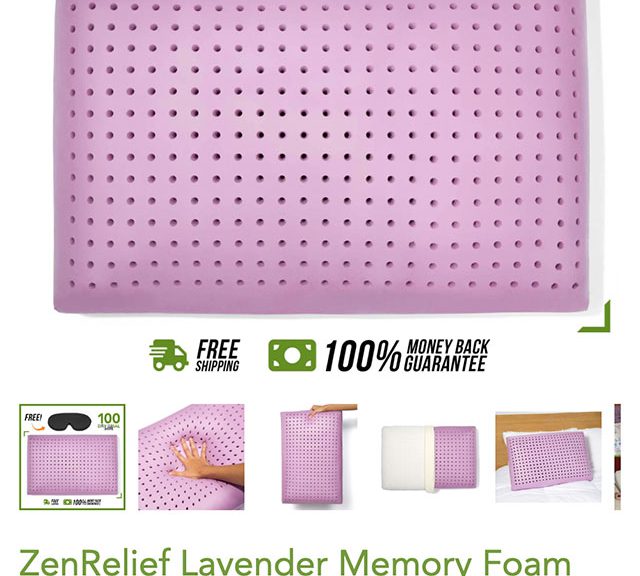 FREE
SHIPPING
100% MONEY BACK
GUARANTEE
FREE!
100
ZenRelief Lavender Memory Foam